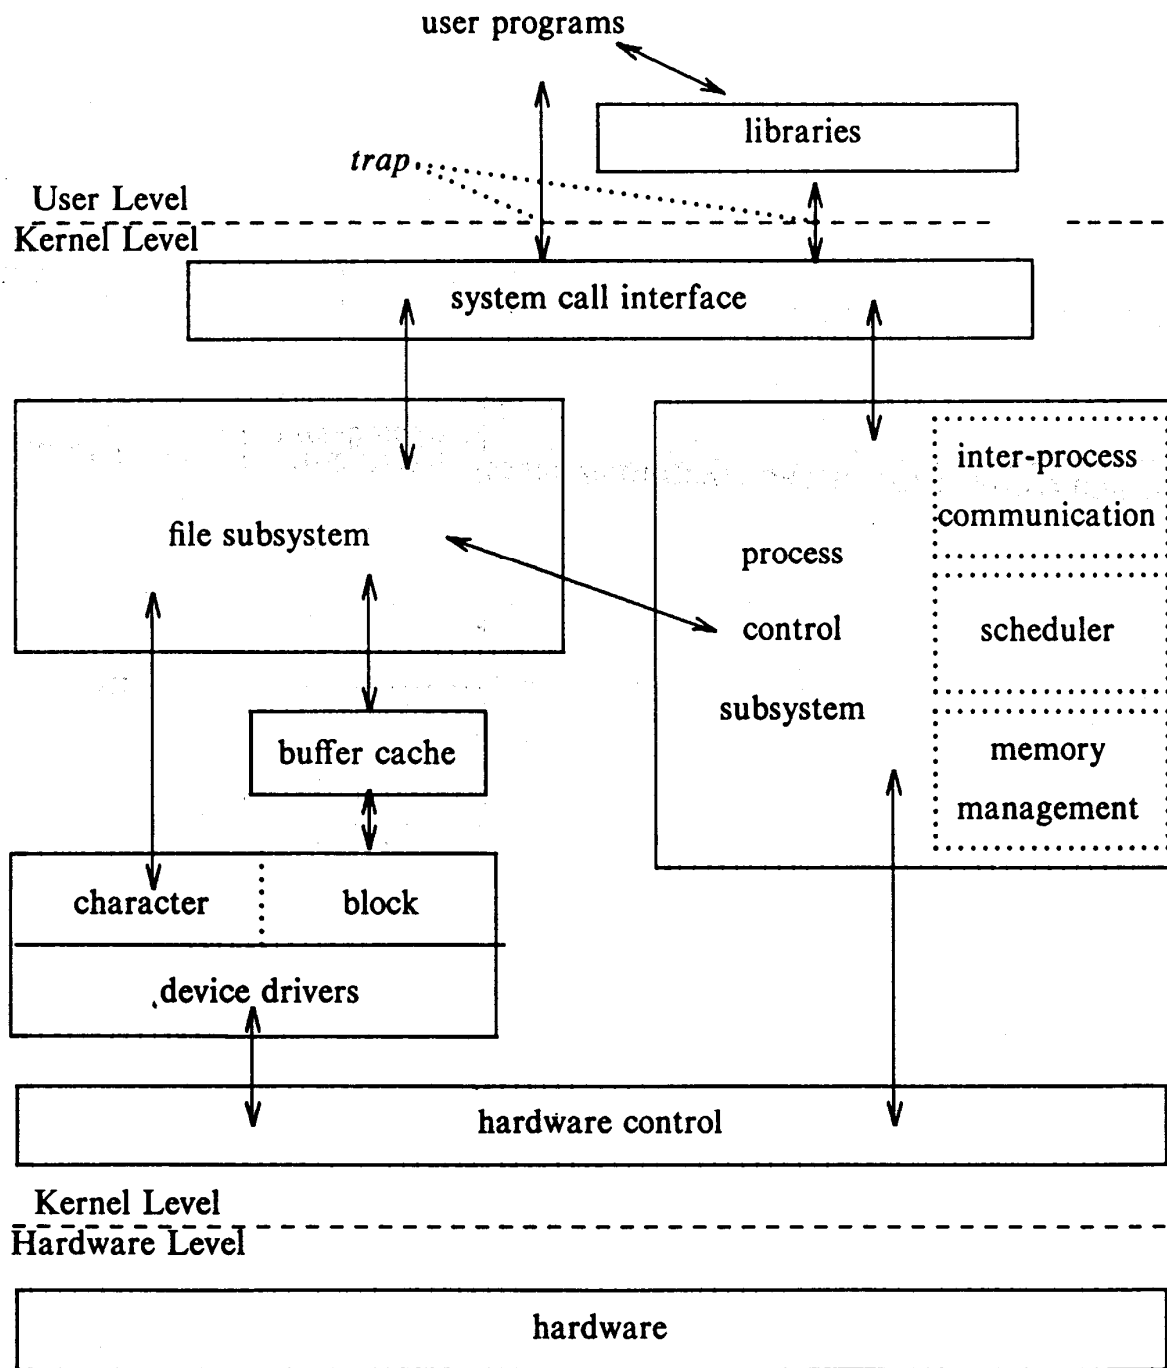 user programs
libraries
trap
User Level
Kernel Level
system call interface
inter-process
communication
file subsystem
process
control
subsystem
scheduler
memory
management
buffer cache
character
block
device drivers
hardware control
Kernel Level
Hardware Level
hardware